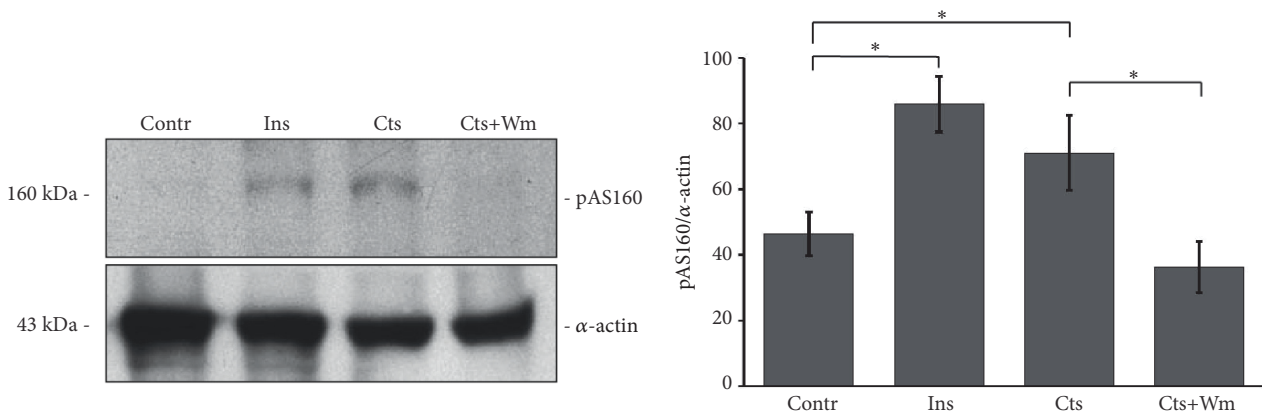 Contr Ins Cts Cts+Wm
160 kDa - - pAS160
43 kDa - - α-actin
* 
*
*
pAS160/α-actin
100
80
60
40
20
0
Contr Ins Cts Cts+Wm